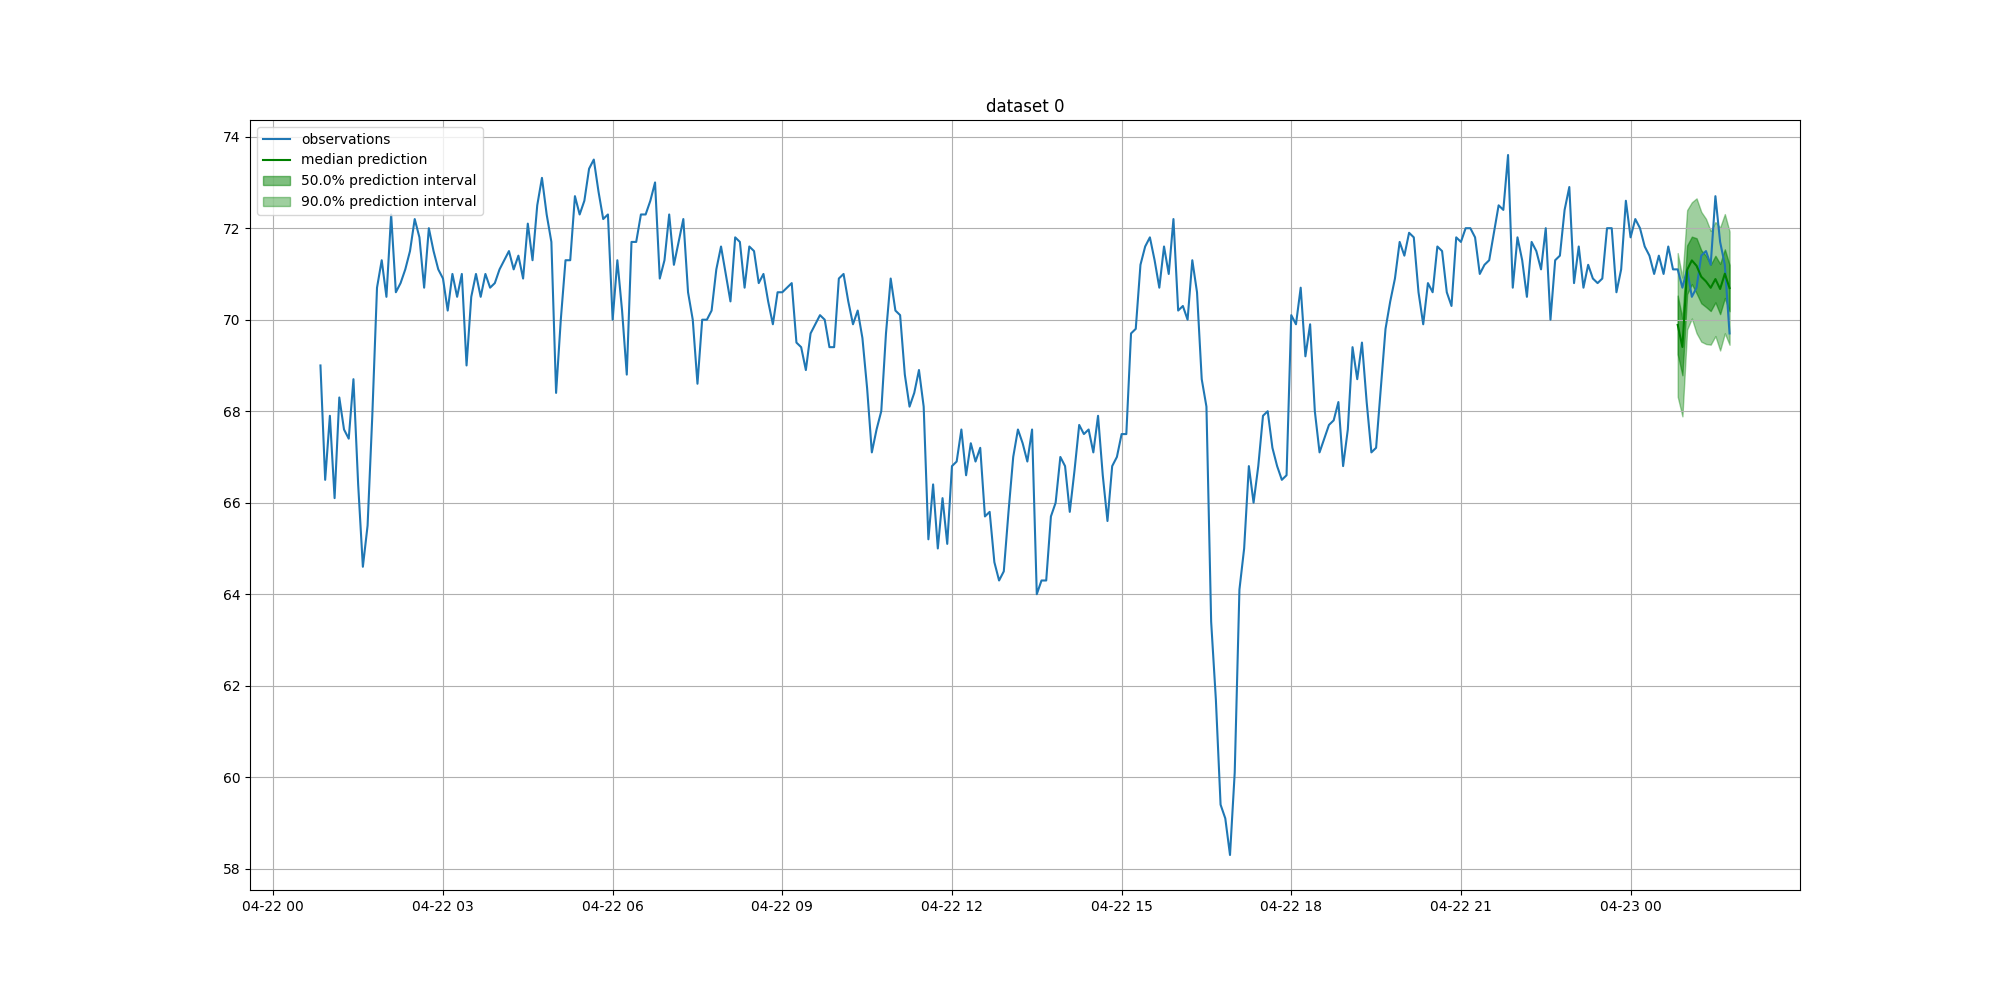 dataset 0
observations
median prediction
50.0% prediction interval
90.0% prediction interval
74
72
70
68
66
64
62
60
58
04-22 00 04-22 03 04-22 06 04-22 09 04-22 12 04-22 15 04-22 18 04-22 21 04-23 00